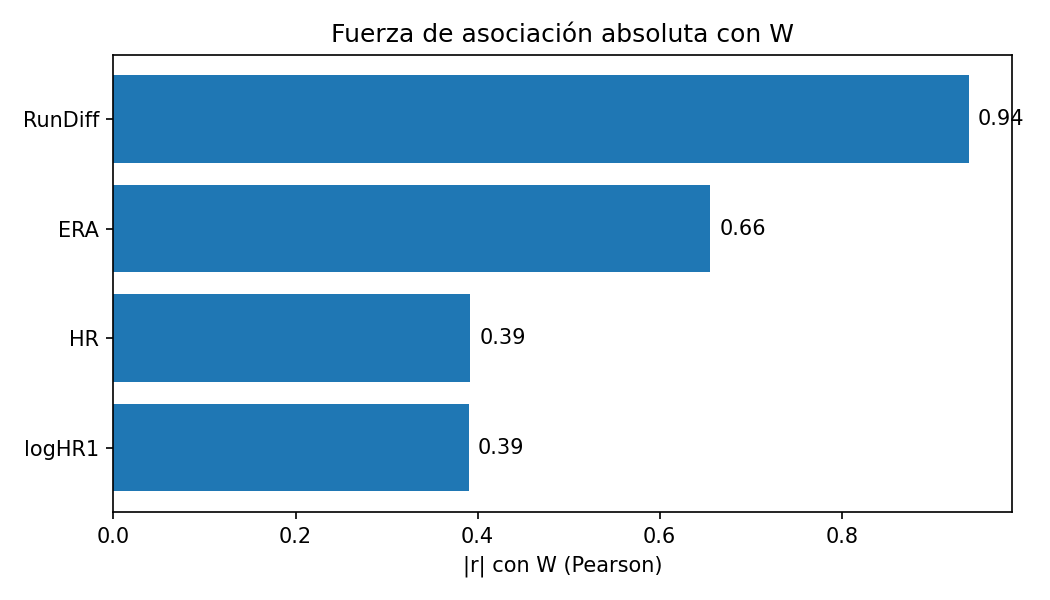 Fuerza de asociación absoluta con W
RunDiff
0.94
ERA
0.66
HR
0.39
logHR1
0.39
0.0 0.2 0.4 0.6 0.8
|r| con W (Pearson)